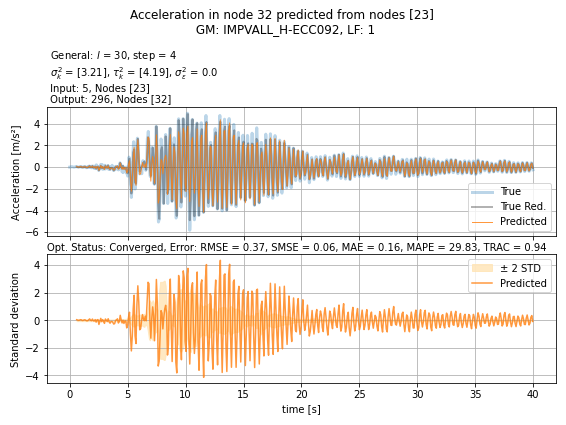 Acceleration in node 32 predicted from nodes [23]
GM: IMPVALL_H-ECC092, LF: 1
General: l = 30, step = 4
σ²ₖ = [3.21], τ²ₖ = [4.19], σ²ε = 0.0
Input: 5, Nodes [23]
Output: 296, Nodes [32]
Acceleration [m/s²]
4
2
0
−2
−4
−6
True
True Red.
Predicted
Opt. Status: Converged, Error: RMSE = 0.37, SMSE = 0.06, MAE = 0.16, MAPE = 29.83, TRAC = 0.94
Standard deviation
4
2
0
−2
−4
± 2 STD
Predicted
0 5 10 15 20 25 30 35 40
time [s]